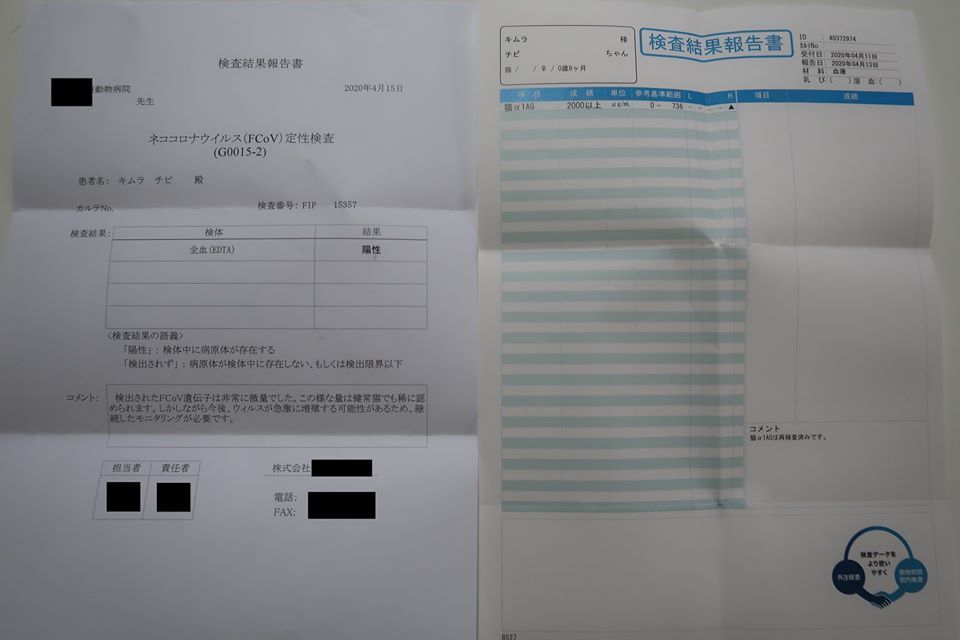 検査結果報告書
動物病院
先生
2020年4月15日
ネココロナウイルス(FCoV)定性検査
(G0015-2)
患者名: キムラ チビ 殿
カルテNo.
検査番号: FIP 15357
検査結果:
検体 結果
全血(EDTA) 陽性
<検査結果の語義>
「陽性」: 検体中に病原体が存在する
「検出されず」: 病原体が検体中に存在しない、もしくは検出限界以下
コメント:
検出されたFCoV遺伝子は非常に微量でした。この様な量は健常猫でも稀に認
められます。しかしながら今後、ウィルスが急激に増殖する可能性があるため、継
続したモニタリングが必要です。
担当者 責任者
株式会社
電話:
FAX:
キムラ 様
チビ ちゃん
猫 / / ♀ / 0歳9ヶ月
検査結果報告書
ID : 40372974
カルテNo :
受付日: 2020年04月11日
報告日: 2020年04月13日
材 料: 血液
乳 び( ) 溶 血:( )
項 目 成 績 単位 参考基準範囲 L H 項目 成績
猫α1AG 2000以上 μg/mL 0 - 736 - - - - ▲
コメント
猫α1AGは再検査済みです。
検査データを
より使い
やすく
外注検査
動物病院
院内検査
B527